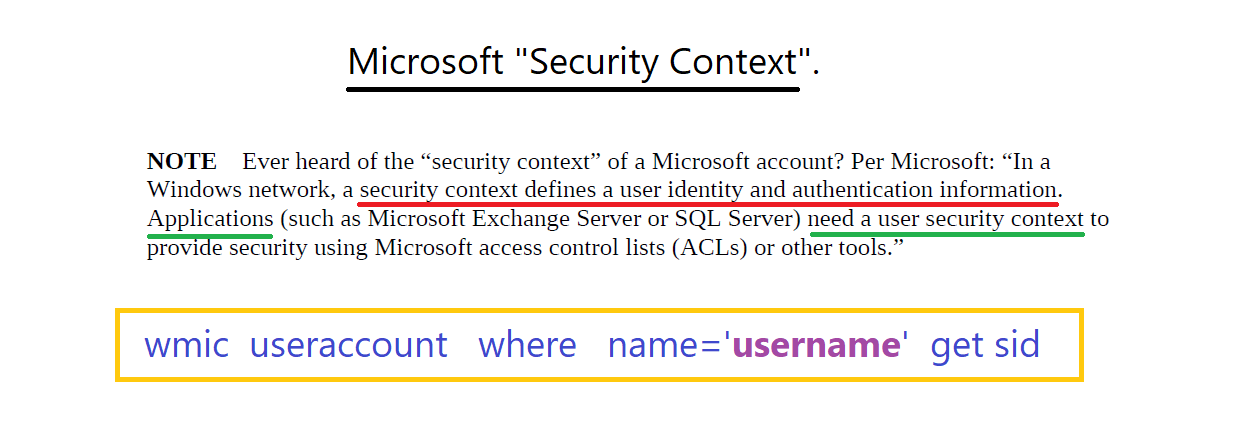 Microsoft "Security Context".
NOTE Ever heard of the “security context” of a Microsoft account? Per Microsoft: “In a
Windows network, a security context defines a user identity and authentication information.
Applications (such as Microsoft Exchange Server or SQL Server) need a user security context to
provide security using Microsoft access control lists (ACLs) or other tools.”
wmic useraccount where name='username' get sid